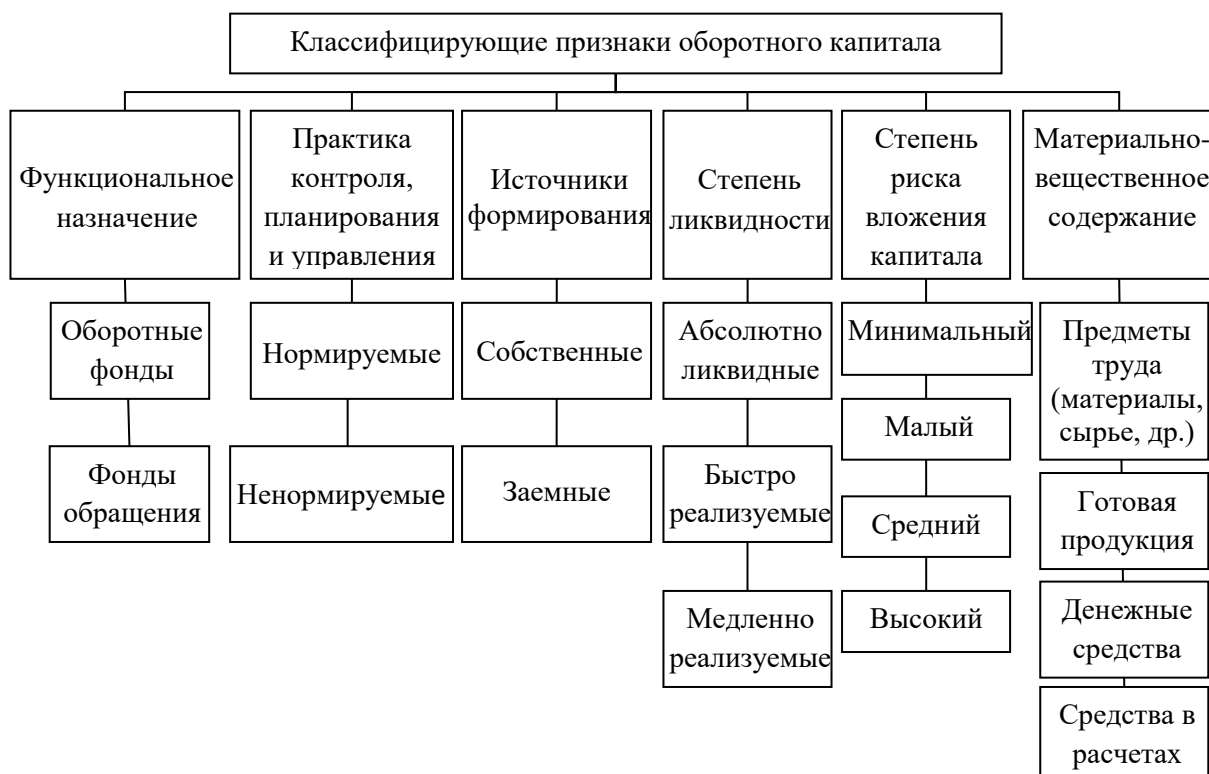 Классифицирующие признаки оборотного капитала
Функциональное
назначение
Практика
контроля,
планирования
и управления
Источники
формирования
Степень
ликвидности
Степень
риска
вложения
капитала
Материально-
вещественное
содержание
Оборотные
фонды
Фонды
обращения
Нормируемые
Ненормируемые
Собственные
Заемные
Абсолютно
ликвидные
Быстро
реализуемые
Медленно
реализуемые
Минимальный
Малый
Средний
Высокий
Предметы
труда
(материалы,
сырье, др.)
Готовая
продукция
Денежные
средства
Средства в
расчетах